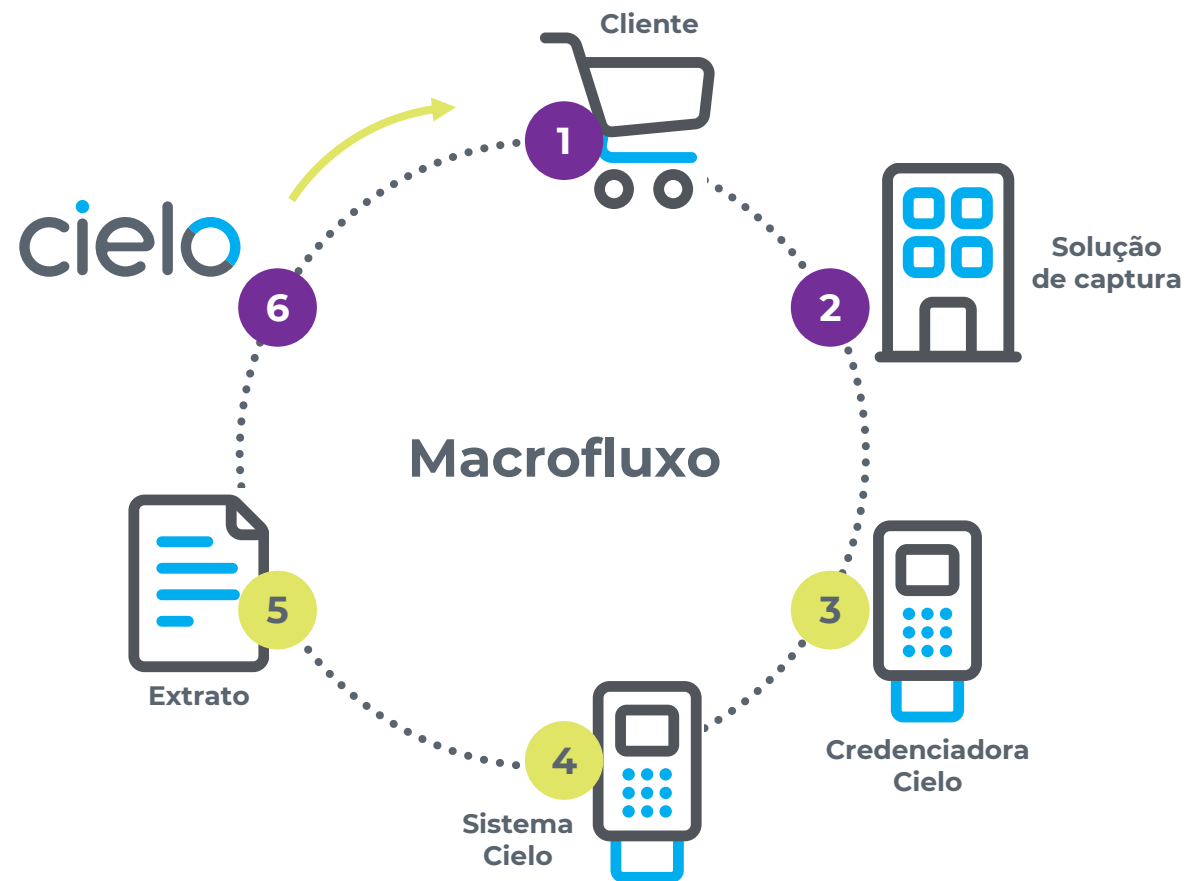 Cliente
1
Solução
de captura
2
cielo
6
Macrofluxo
3
5
Extrato
Credenciadora
Cielo
4
Sistema
Cielo